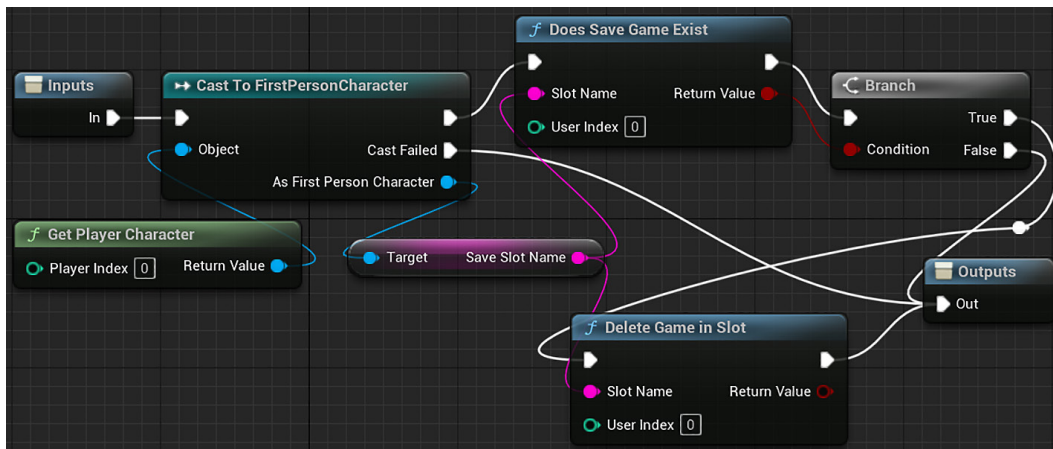 Does Save Game Exist
Inputs
Cast To FirstPersonCharacter
Branch
In
Slot Name
Return Value
True
User Index 0
Object
Cast Failed
Condition
False
As First Person Character
Get Player Character
Player Index 0
Return Value
Target
Save Slot Name
Outputs
Out
Delete Game in Slot
Slot Name
Return Value
User Index 0